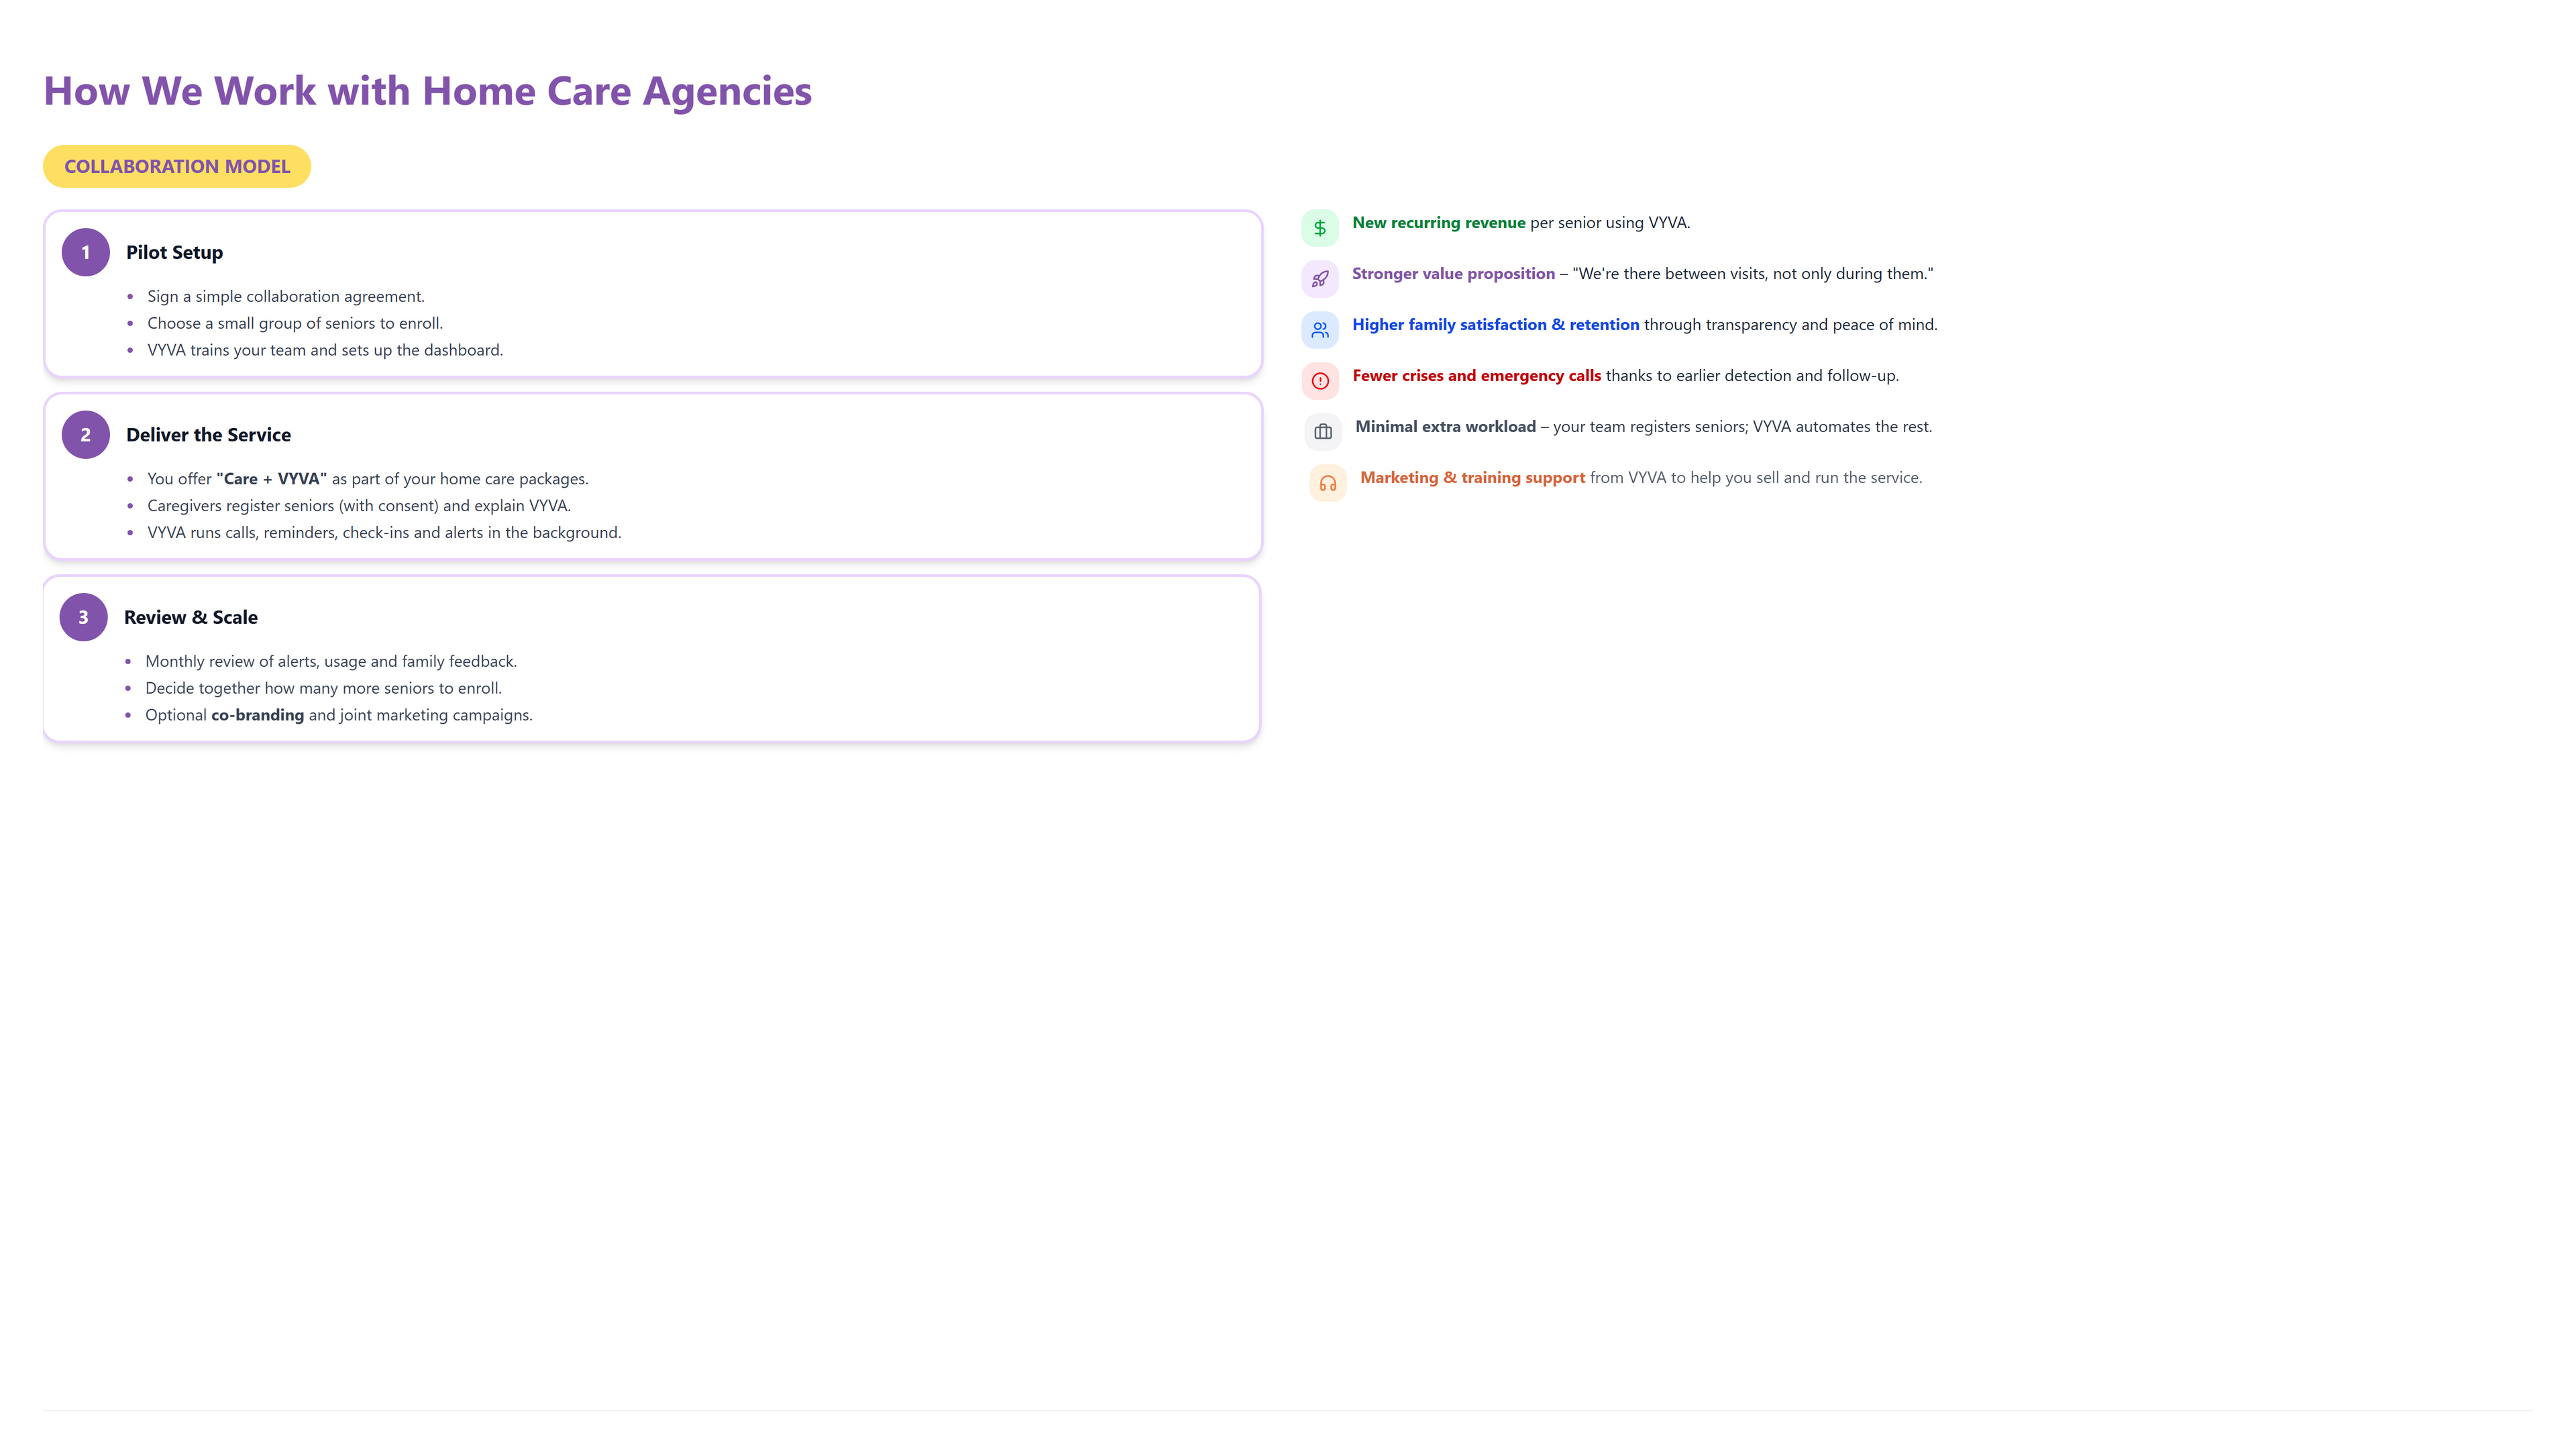 How We Work with Home Care Agencies
COLLABORATION MODEL
1
Pilot Setup
• Sign a simple collaboration agreement.
• Choose a small group of seniors to enroll.
• VYVA trains your team and sets up the dashboard.
2
Deliver the Service
• You offer "Care + VYVA" as part of your home care packages.
• Caregivers register seniors (with consent) and explain VYVA.
• VYVA runs calls, reminders, check-ins and alerts in the background.
3
Review & Scale
• Monthly review of alerts, usage and family feedback.
• Decide together how many more seniors to enroll.
• Optional co-branding and joint marketing campaigns.
New recurring revenue per senior using VYVA.
Stronger value proposition – "We're there between visits, not only during them."
Higher family satisfaction & retention through transparency and peace of mind.
Fewer crises and emergency calls thanks to earlier detection and follow-up.
Minimal extra workload – your team registers seniors; VYVA automates the rest.
Marketing & training support from VYVA to help you sell and run the service.